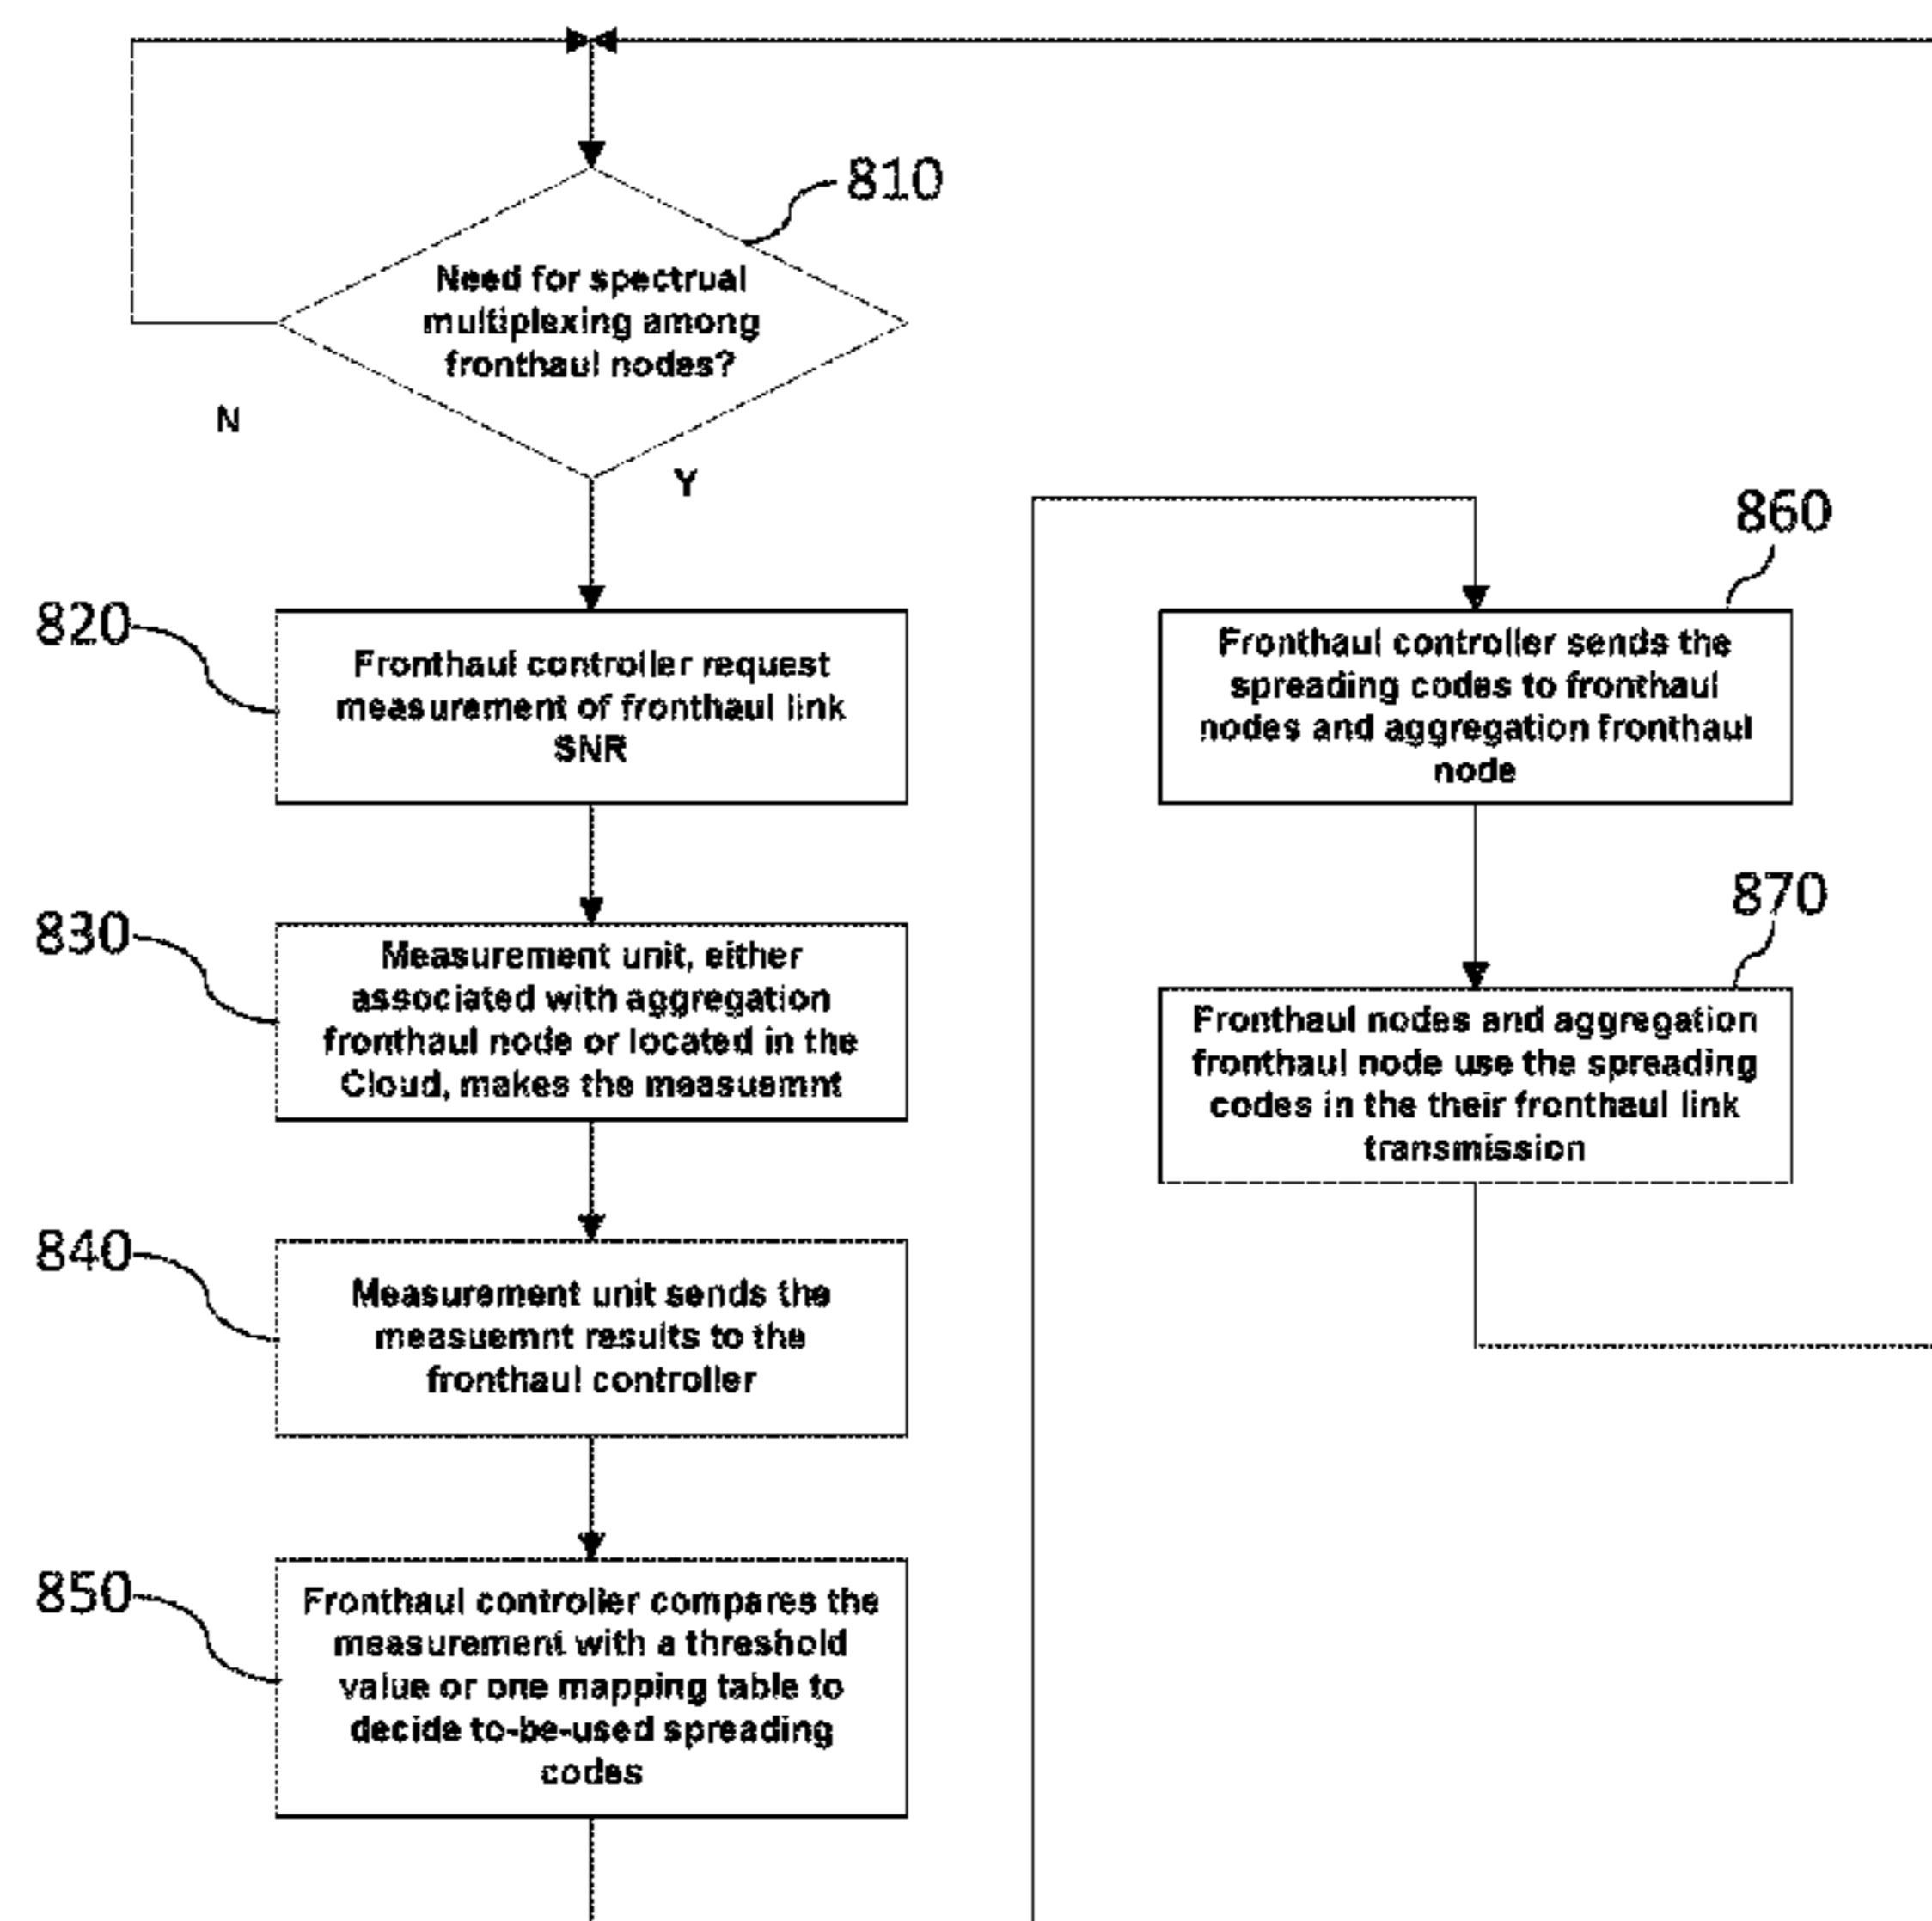 810
Need for spectrual
multiplexing among
fronthaul nodes?
N
Y
820
Fronthaul controller request
measurement of fronthaul link
SNR
830
Measurement unit, either
associated with aggregation
fronthaul node or located in the
Cloud, makes the measuemnt
840
Measurement unit sends the
measuemnt results to the
fronthaul controller
850
Fronthaul controller compares the
measurement with a threshold
value or one mapping table to
decide to-be-used spreading
codes
860
Fronthaul controller sends the
spreading codes to fronthaul
nodes and aggregation fronthaul
node
870
Fronthaul nodes and aggregation
fronthaul node use the spreading
codes in the their fronthaul link
transmission